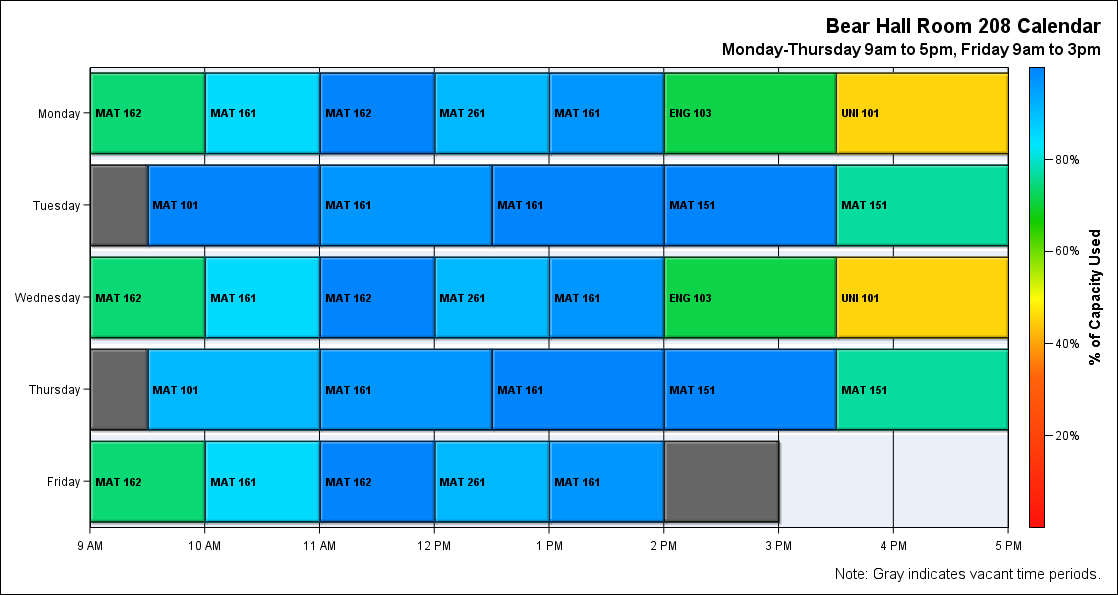 Bear Hall Room 208 Calendar
Monday-Thursday 9am to 5pm, Friday 9am to 3pm
Monday MAT 162 MAT 161 MAT 162 MAT 261 MAT 161 ENG 103 UNI 101
Tuesday MAT 101 MAT 161 MAT 161 MAT 151 MAT 151
Wednesday MAT 162 MAT 161 MAT 162 MAT 261 MAT 161 ENG 103 UNI 101
Thursday MAT 101 MAT 161 MAT 161 MAT 151 MAT 151
Friday MAT 162 MAT 161 MAT 162 MAT 261 MAT 161
9 AM 10 AM 11 AM 12 PM 1 PM 2 PM 3 PM 4 PM 5 PM
80%
60%
40%
20%
% of Capacity Used
Note: Gray indicates vacant time periods.